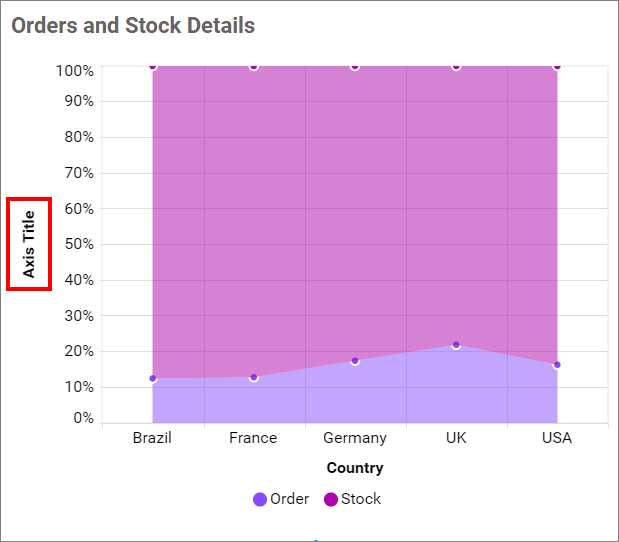 Orders and Stock Details
100%
90%
80%
70%
60%
50%
40%
30%
20%
10%
0%
Axis Title
Brazil France Germany UK USA
Country
Order Stock